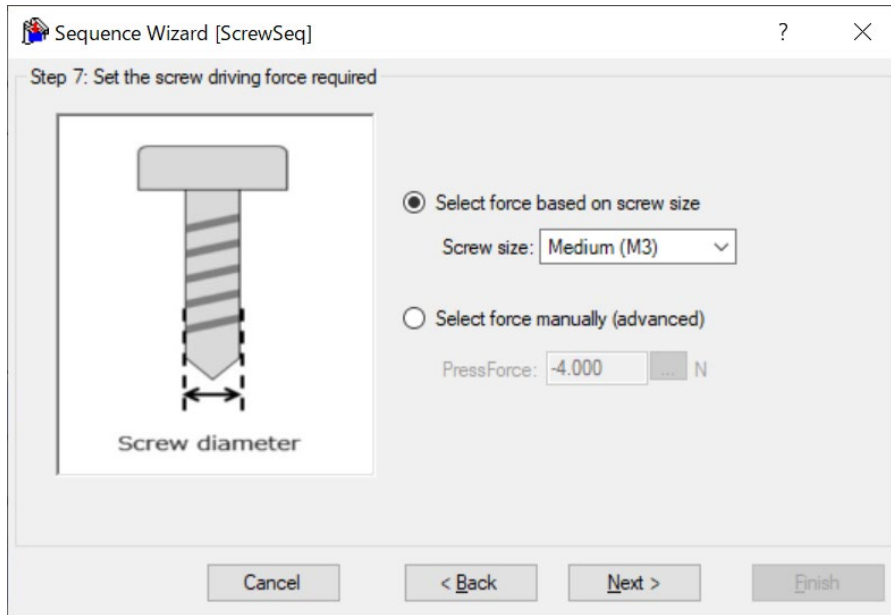 Sequence Wizard [ScrewSeq]
Step 7: Set the screw driving force required
Select force based on screw size
Screw size: Medium (M3)
Select force manually (advanced)
PressForce: -4.000 ... N
Screw diameter
Cancel < Back Next > Finish